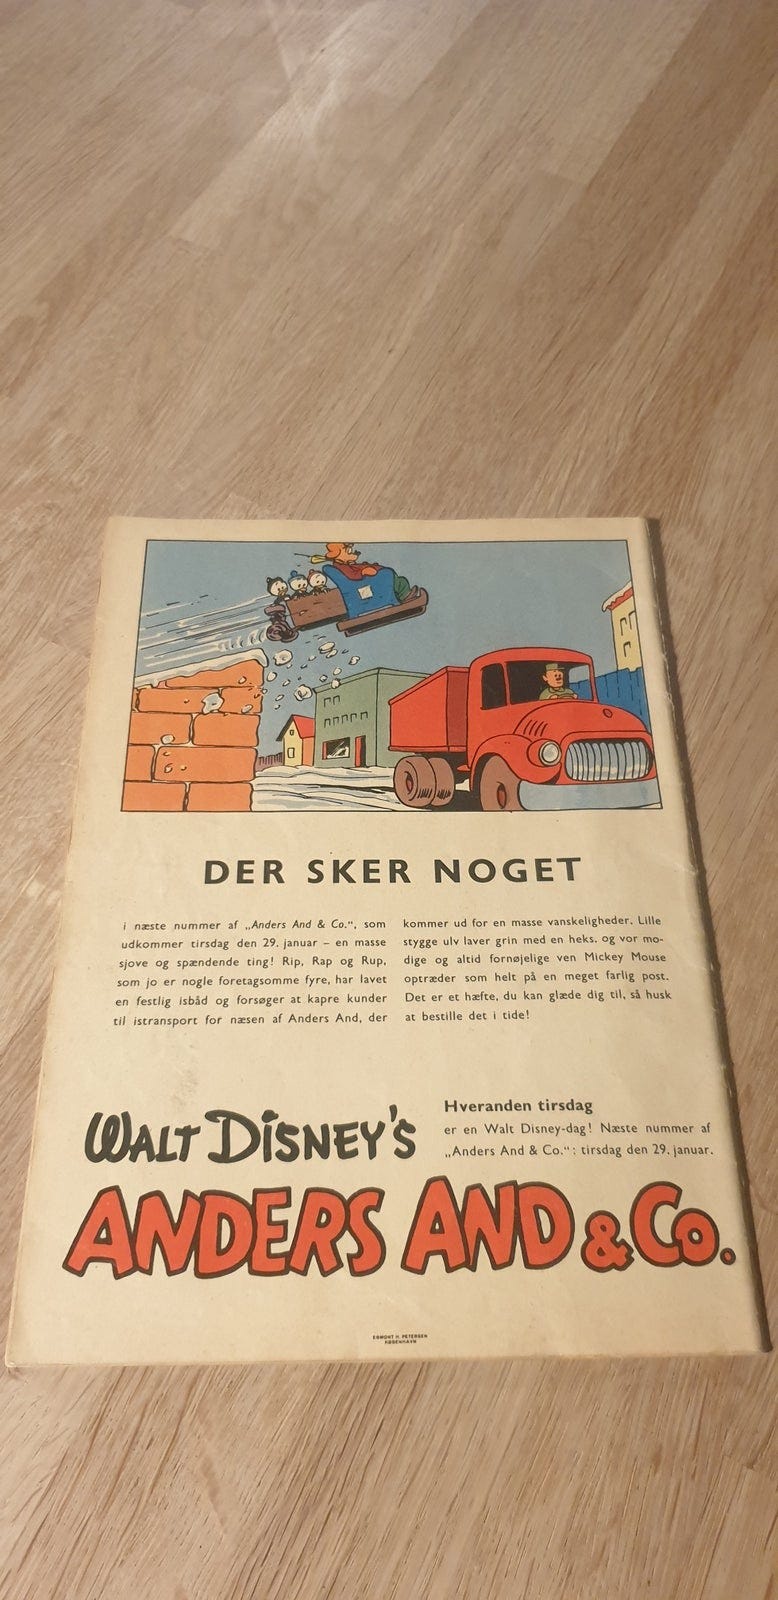 DER SKER NOGET
i næste nummer af „Anders And & Co.“, som
udkommer tirsdag den 29. januar – en masse
sjove og spændende ting! Rip, Rap og Rup,
som jo er nogle foretagsomme fyre, har lavet
en festlig isbåd og forsøger at kapre kunder
til istransport for næsen af Anders And, der
kommer ud for en masse vanskeligheder. Lille
stygge ulv laver grin med en heks. og vor mo-
dige og altid fornøjelige ven Mickey Mouse
optræder som helt på en meget farlig post.
Det er et hæfte, du kan glæde dig til, så husk
at bestille det i tide!
Hveranden tirsdag
er en Walt Disney-dag! Næste nummer af
„Anders And & Co.“: tirsdag den 29. januar.
WALT DISNEY'S
ANDERS AND & Co.
EGMONT H. PETERSEN
KØBENHAVN